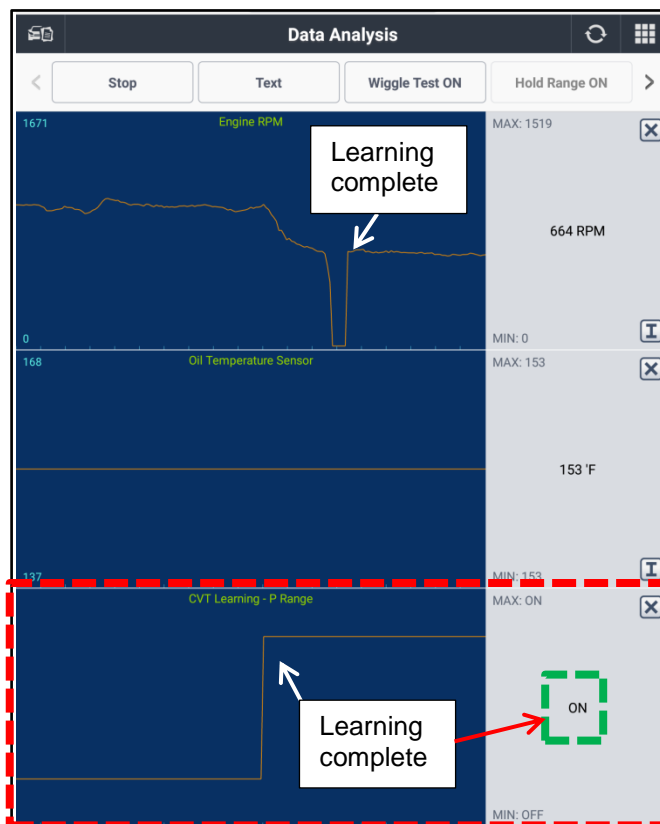 Data Analysis
Stop
Text
Wiggle Test ON
Hold Range ON
1671
Engine RPM
MAX: 1519
Learning
complete
664 RPM
0
MIN: 0
168
Oil Temperature Sensor
MAX: 153
153 'F
137
MIN: 153
CVT Learning - P Range
MAX: ON
ON
Learning
complete
MIN: OFF